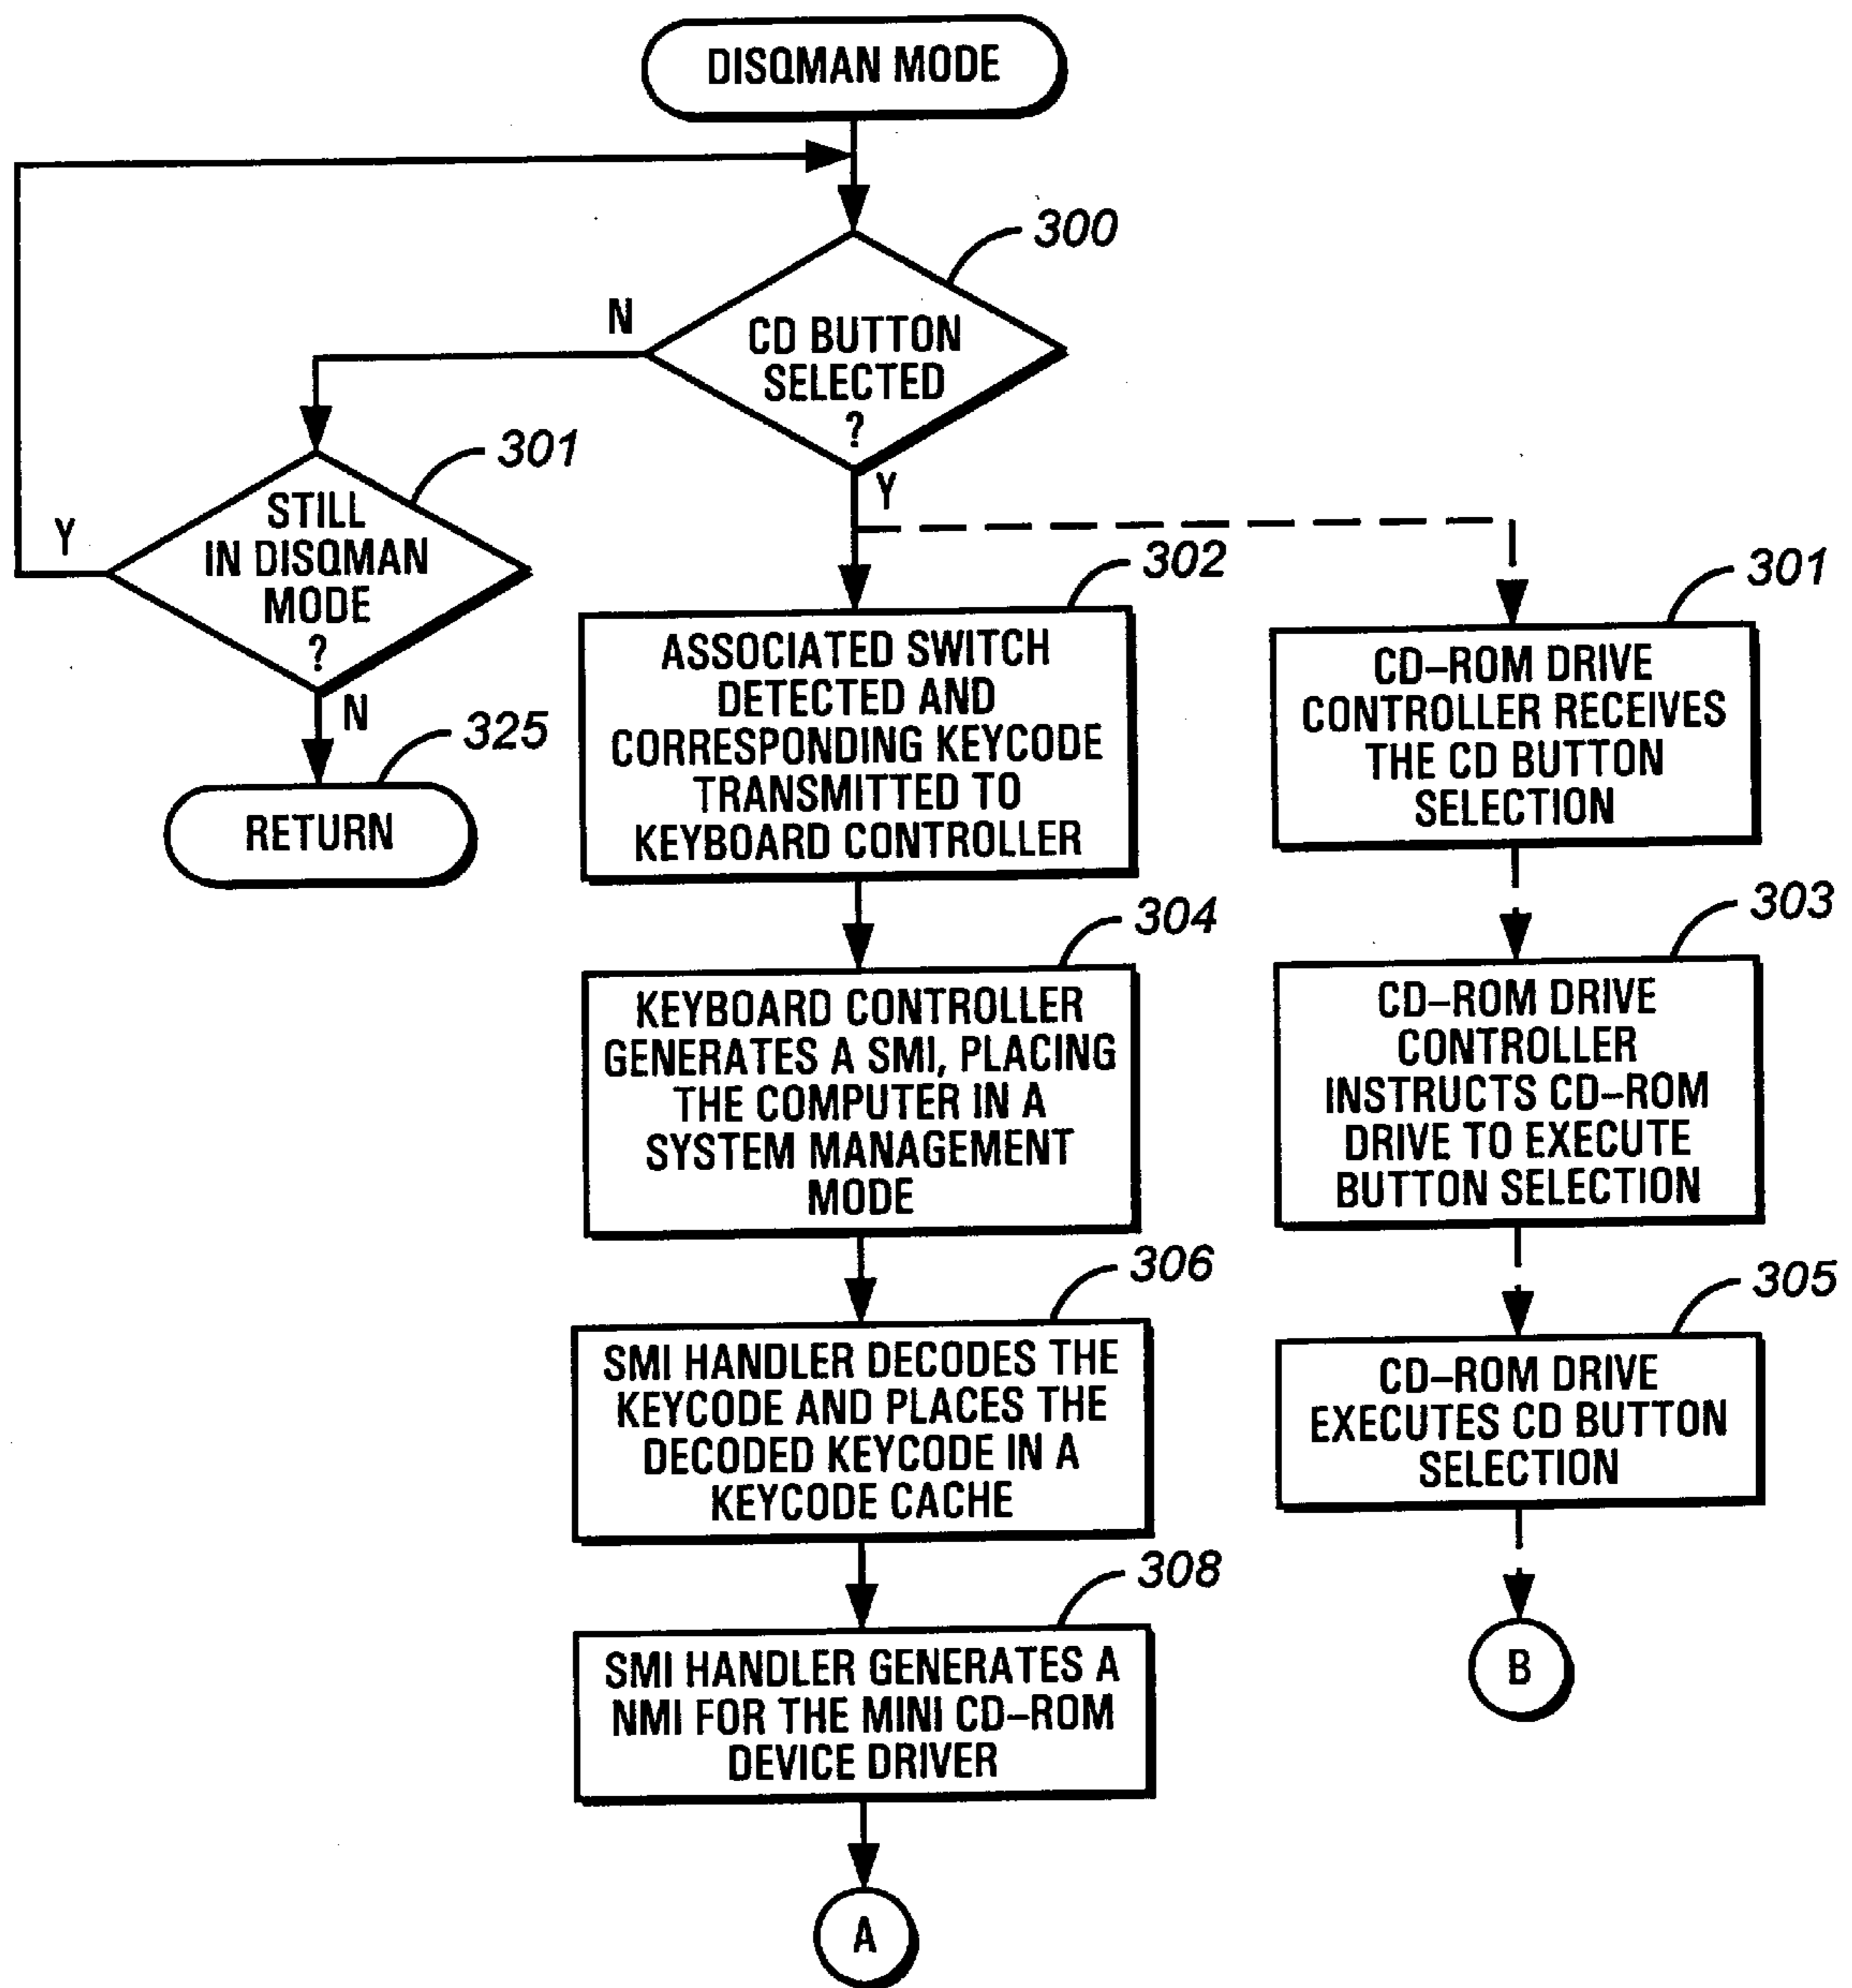 DISQMAN MODE
300
N
CD BUTTON
SELECTED
?
Y
301
STILL
IN DISQMAN
MODE
?
Y
N
325
RETURN
302
ASSOCIATED SWITCH
DETECTED AND
CORRESPONDING KEYCODE
TRANSMITTED TO
KEYBOARD CONTROLLER
304
KEYBOARD CONTROLLER
GENERATES A SMI, PLACING
THE COMPUTER IN A
SYSTEM MANAGEMENT
MODE
306
SMI HANDLER DECODES THE
KEYCODE AND PLACES THE
DECODED KEYCODE IN A
KEYCODE CACHE
308
SMI HANDLER GENERATES A
NMI FOR THE MINI CD-ROM
DEVICE DRIVER
A
301
CD-ROM DRIVE
CONTROLLER RECEIVES
THE CD BUTTON
SELECTION
303
CD-ROM DRIVE
CONTROLLER
INSTRUCTS CD-ROM
DRIVE TO EXECUTE
BUTTON SELECTION
305
CD-ROM DRIVE
EXECUTES CD BUTTON
SELECTION
B